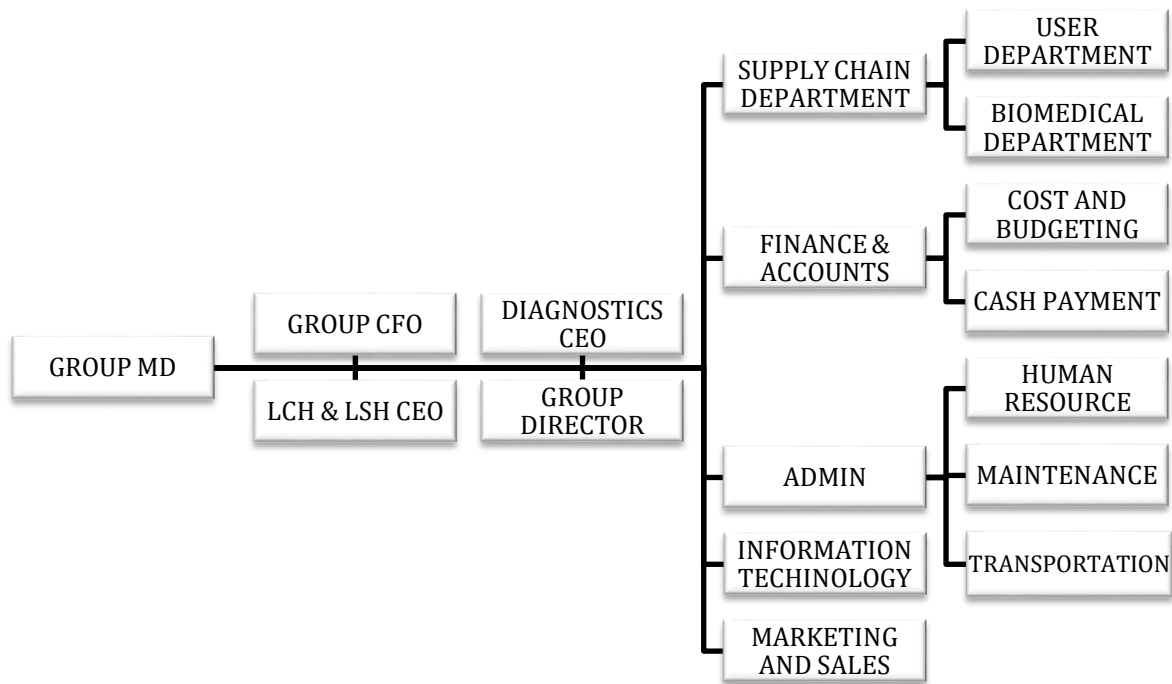 GROUP MD
GROUP CFO
LCH & LSH CEO
DIAGNOSTICS
CEO
GROUP
DIRECTOR
SUPPLY CHAIN
DEPARTMENT
USER
DEPARTMENT
BIOMEDICAL
DEPARTMENT
FINANCE &
ACCOUNTS
COST AND
BUDGETING
CASH PAYMENT
ADMIN
HUMAN
RESOURCE
MAINTENANCE
TRANSPORTATION
INFORMATION
TECHINOLOGY
MARKETING
AND SALES